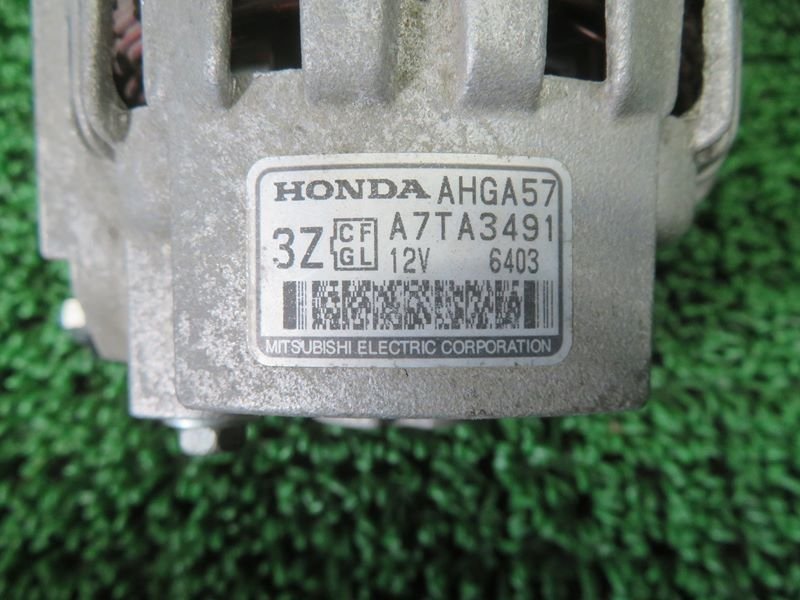 HONDA AHGA57
3Z CF A7TA3491
GL 12V 6403
MITSUBISHI ELECTRIC CORPORATION